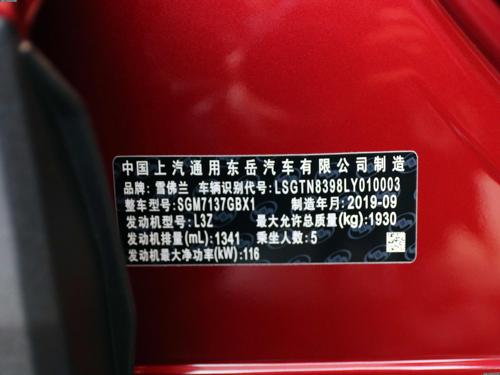 中国上汽通用东岳汽车有限公司制造
品牌: 雪佛兰 车辆识别代号: LSGTN8398LY010003
整车型号: SGM7137GBX1 制造年月: 2019-09
发动机型号: L3Z 最大允许总质量(kg): 1930
发动机排量(mL): 1341 乘坐人数: 5
发动机最大净功率(kW): 116